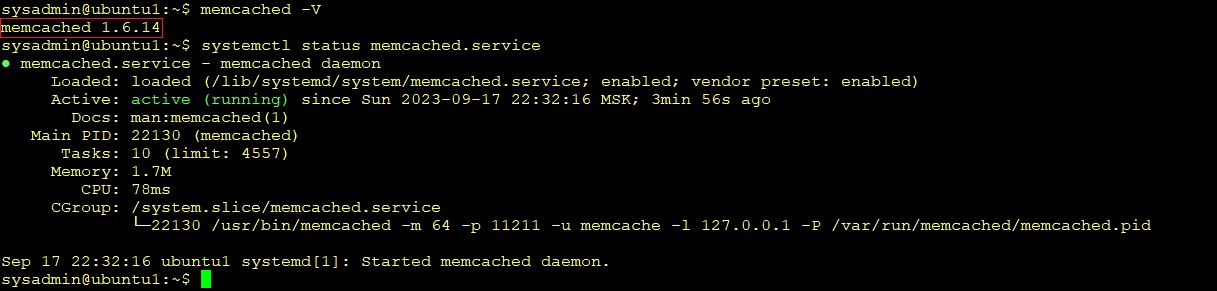 sysadmin@ubuntu1:~$ memcached -V
memcached 1.6.14
sysadmin@ubuntu1:~$ systemctl status memcached.service
● memcached.service - memcached daemon
     Loaded: loaded (/lib/systemd/system/memcached.service; enabled; vendor preset: enabled)
     Active: active (running) since Sun 2023-09-17 22:32:16 MSK; 3min 56s ago
       Docs: man:memcached(1)
   Main PID: 22130 (memcached)
      Tasks: 10 (limit: 4557)
     Memory: 1.7M
        CPU: 78ms
     CGroup: /system.slice/memcached.service
             └─22130 /usr/bin/memcached -m 64 -p 11211 -u memcache -l 127.0.0.1 -P /var/run/memcached/memcached.pid
Sep 17 22:32:16 ubuntu1 systemd[1]: Started memcached daemon.
sysadmin@ubuntu1:~$